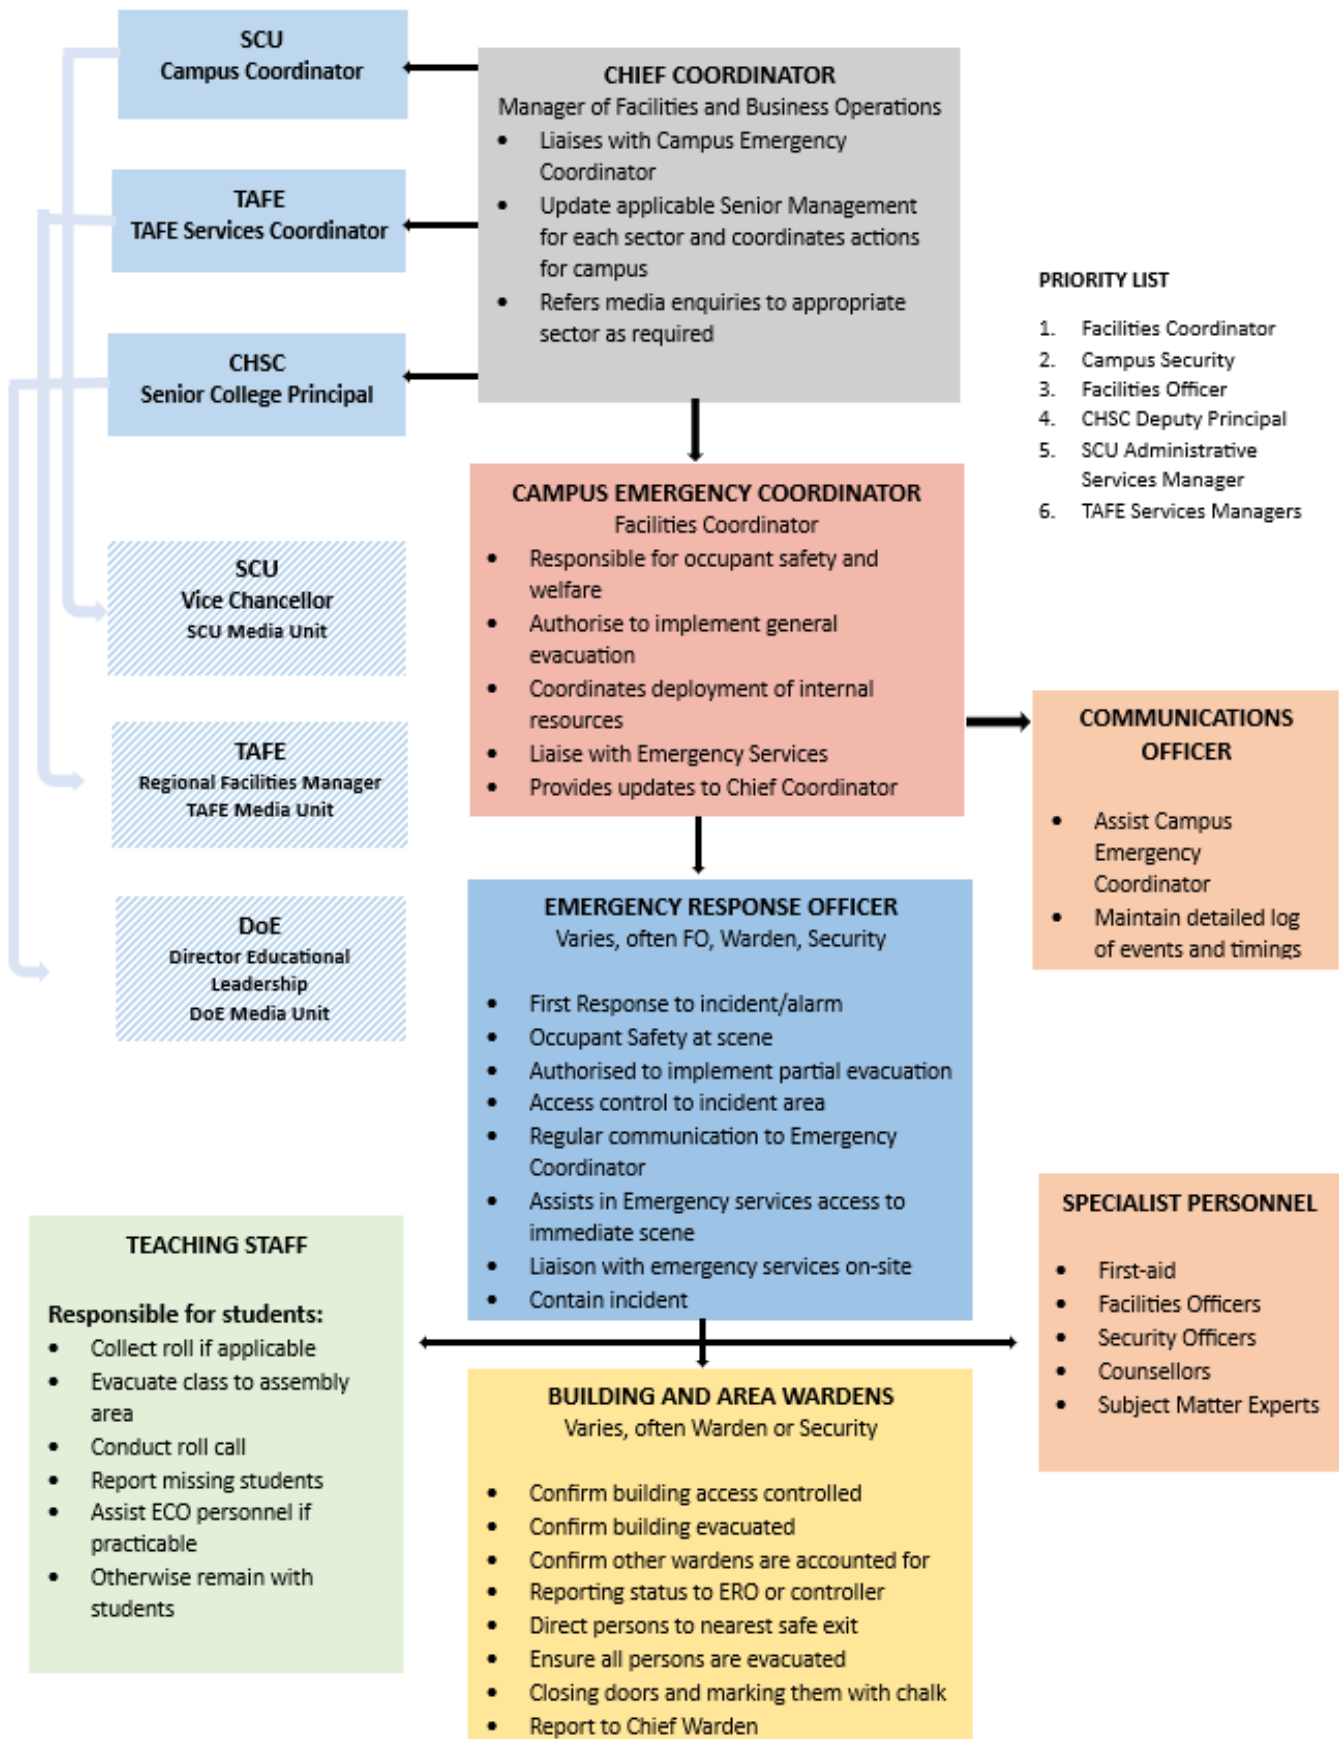 SCU
Campus Coordinator
TAFE
TAFE Services Coordinator
CHSC
Senior College Principal
SCU
Vice Chancellor
SCU Media Unit
TAFE
Regional Facilities Manager
TAFE Media Unit
DoE
Director Educational
Leadership
DoE Media Unit
CHIEF COORDINATOR
Manager of Facilities and Business Operations
• Liaises with Campus Emergency
Coordinator
• Update applicable Senior Management
for each sector and coordinates actions
for campus
• Refers media enquiries to appropriate
sector as required
PRIORITY LIST
1. Facilities Coordinator
2. Campus Security
3. Facilities Officer
4. CHSC Deputy Principal
5. SCU Administrative
Services Manager
6. TAFE Services Managers
CAMPUS EMERGENCY COORDINATOR
Facilities Coordinator
• Responsible for occupant safety and
welfare
• Authorise to implement general
evacuation
• Coordinates deployment of internal
resources
• Liaise with Emergency Services
• Provides updates to Chief Coordinator
COMMUNICATIONS
OFFICER
• Assist Campus
Emergency
Coordinator
• Maintain detailed log
of events and timings
EMERGENCY RESPONSE OFFICER
Varies, often FO, Warden, Security
• First Response to incident/alarm
• Occupant Safety at scene
• Authorised to implement partial evacuation
• Access control to incident area
• Regular communication to Emergency
Coordinator
• Assists in Emergency services access to
immediate scene
• Liaison with emergency services on-site
• Contain incident
TEACHING STAFF
Responsible for students:
• Collect roll if applicable
• Evacuate class to assembly
area
• Conduct roll call
• Report missing students
• Assist ECO personnel if
practicable
• Otherwise remain with
students
SPECIALIST PERSONNEL
• First-aid
• Facilities Officers
• Security Officers
• Counsellors
• Subject Matter Experts
BUILDING AND AREA WARDENS
Varies, often Warden or Security
• Confirm building access controlled
• Confirm building evacuated
• Confirm other wardens are accounted for
• Reporting status to ERO or controller
• Direct persons to nearest safe exit
• Ensure all persons are evacuated
• Closing doors and marking them with chalk
• Report to Chief Warden